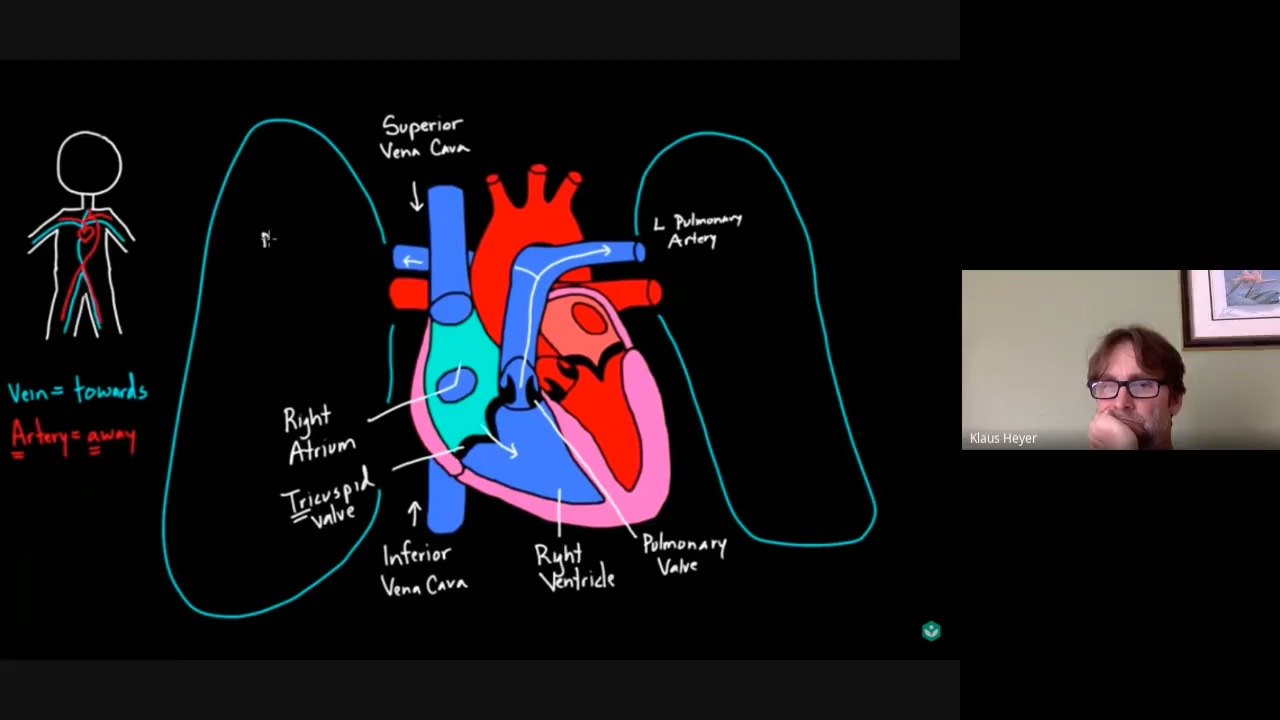 Superior
Vena Cava
L Pulmonary
Artery
Vein = towards
Artery = away
Right
Atrium
Tricuspid
valve
Inferior
Vena Cava
Right
Ventricle
Pulmonary
Valve
Klaus Heyer